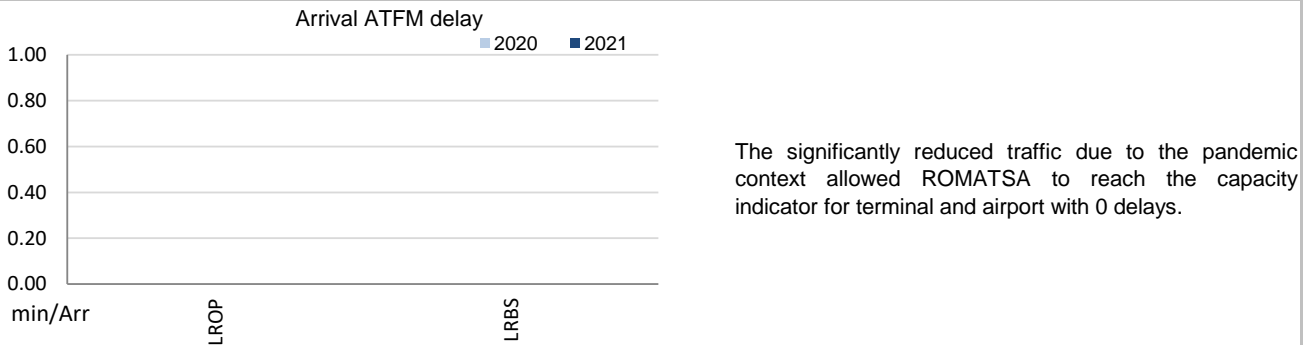 Arrival ATFM delay
2020 2021
1.00
0.80
0.60
0.40
0.20
0.00
min/Arr
LROP
LRBS
The significantly reduced traffic due to the pandemic
context allowed ROMATSA to reach the capacity
indicator for terminal and airport with 0 delays.